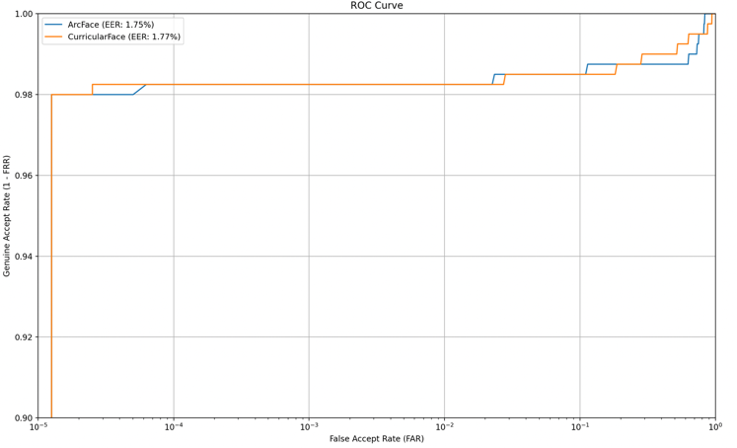 ROC Curve
ArcFace (EER: 1.75%)
CurricularFace (EER: 1.77%)
Genuine Accept Rate (1 - FRR)
1.00
0.98
0.96
0.94
0.92
0.90
10⁻⁵ 10⁻⁴ 10⁻³ 10⁻² 10⁻¹ 10⁰
False Accept Rate (FAR)